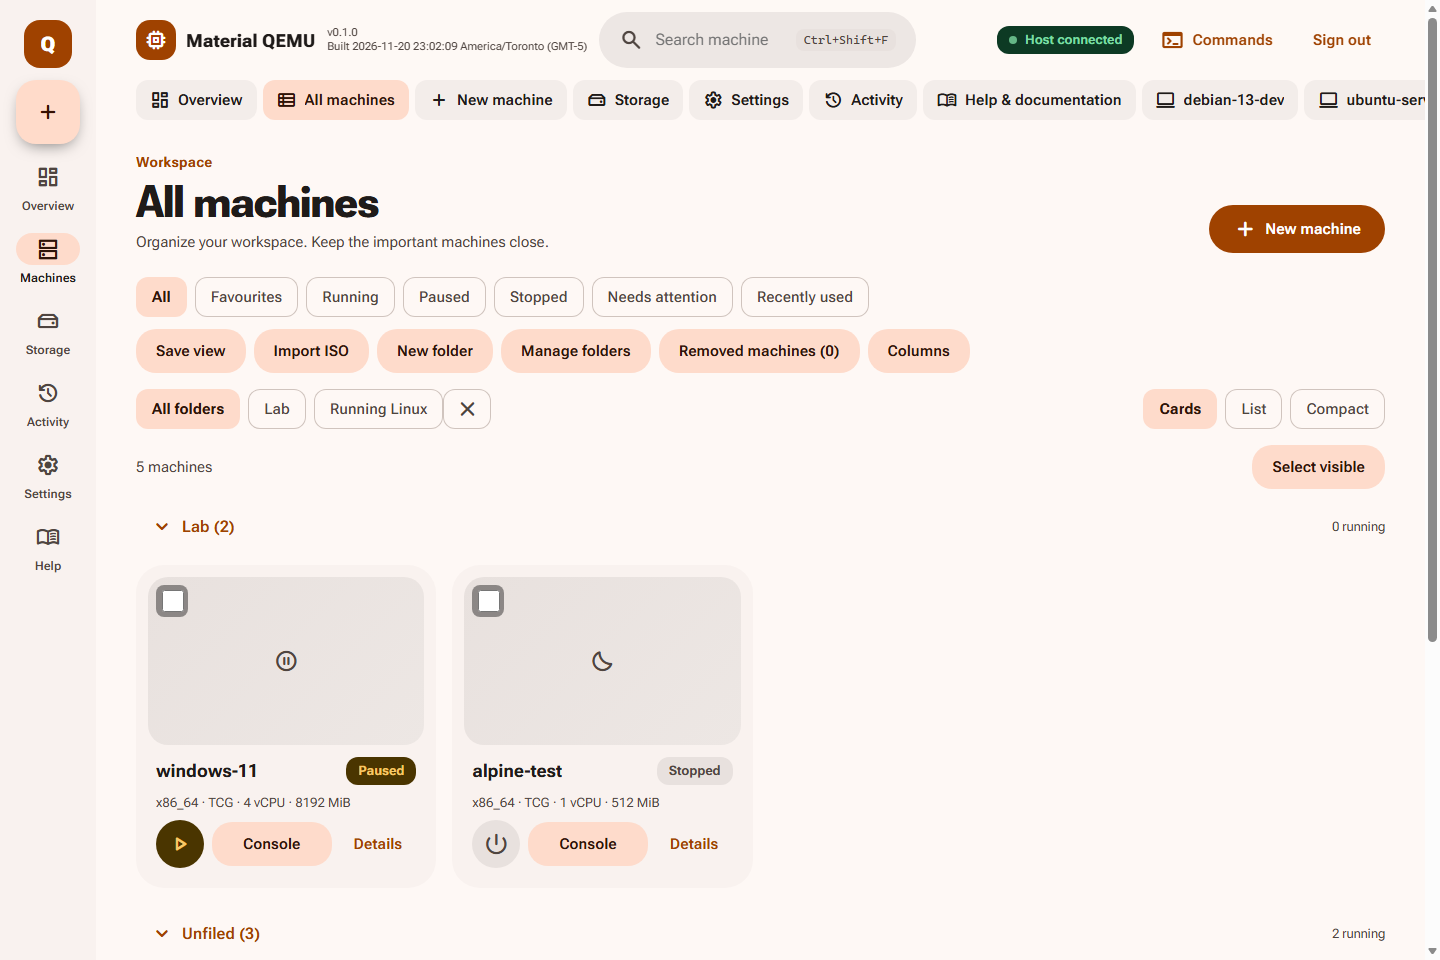 Q
Material QEMU
v0.1.0
Built 2026-11-20 23:02:09 America/Toronto (GMT-5)
Search machine
Ctrl+Shift+F
Host connected
Commands
Sign out
Overview
All machines
New machine
Storage
Settings
Activity
Help & documentation
debian-13-dev
ubuntu-ser
Overview
Machines
Storage
Activity
Settings
Help
Workspace
All machines
Organize your workspace. Keep the important machines close.
New machine
All
Favourites
Running
Paused
Stopped
Needs attention
Recently used
Save view
Import ISO
New folder
Manage folders
Removed machines (0)
Columns
All folders
Lab
Running Linux
Cards
List
Compact
5 machines
Select visible
Lab (2)
0 running
windows-11
Paused
x86_64 · TCG · 4 vCPU · 8192 MiB
Console
Details
alpine-test
Stopped
x86_64 · TCG · 1 vCPU · 512 MiB
Console
Details
Unfiled (3)
2 running